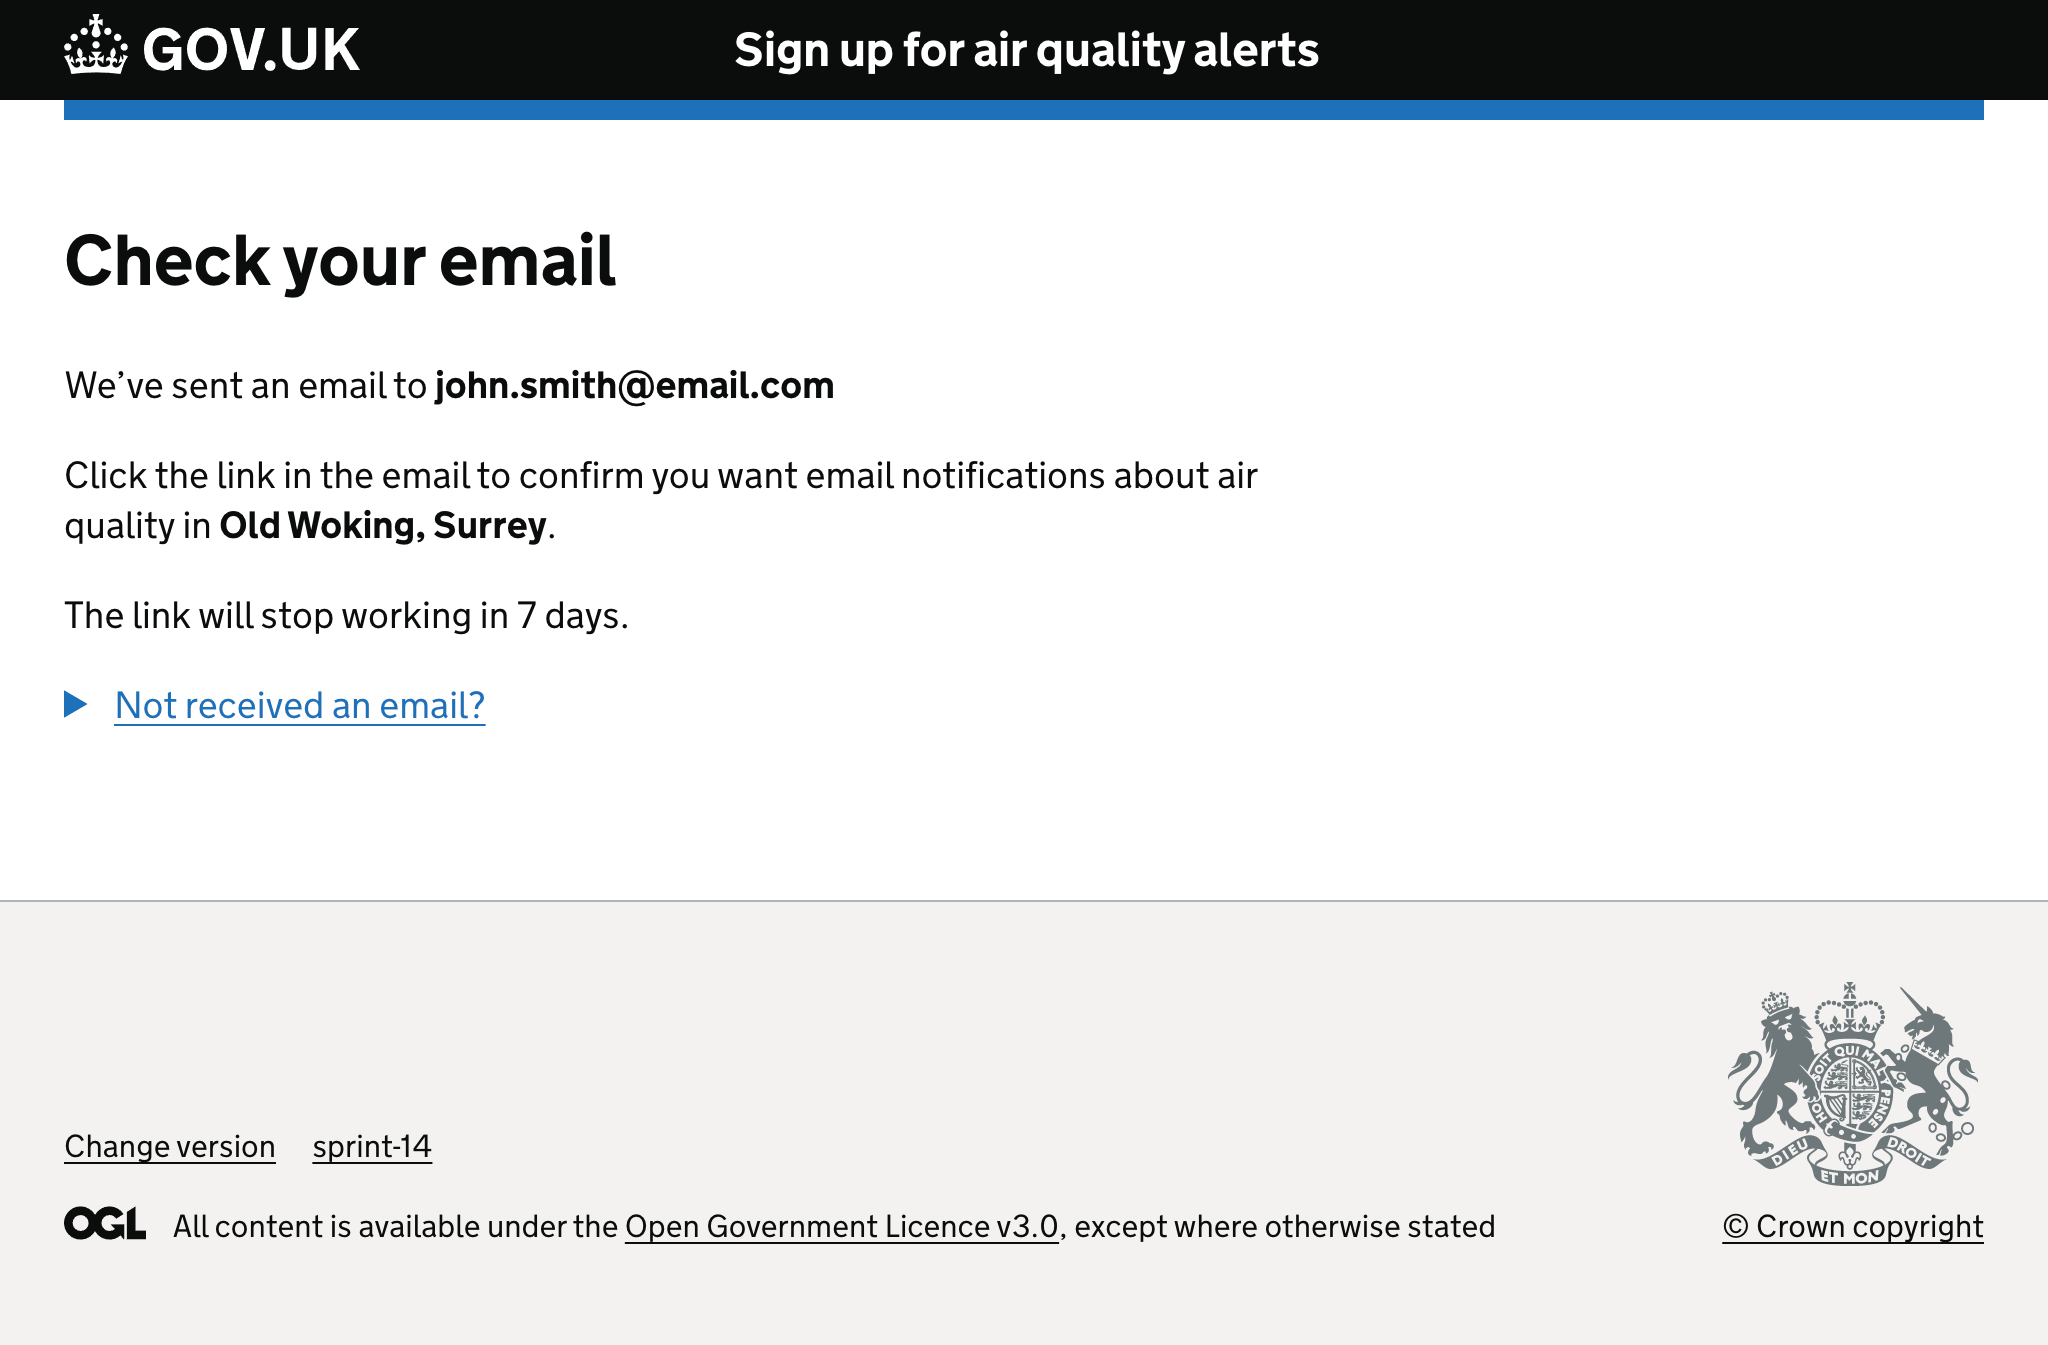 GOV.UK
Sign up for air quality alerts
Check your email
We’ve sent an email to john.smith@email.com
Click the link in the email to confirm you want email notifications about air
quality in Old Woking, Surrey.
The link will stop working in 7 days.
Not received an email?
SOIT QUI MAL Y PENSE
HO
DIEU ET MON DROIT
Change version sprint-14
OGL All content is available under the Open Government Licence v3.0, except where otherwise stated
© Crown copyright